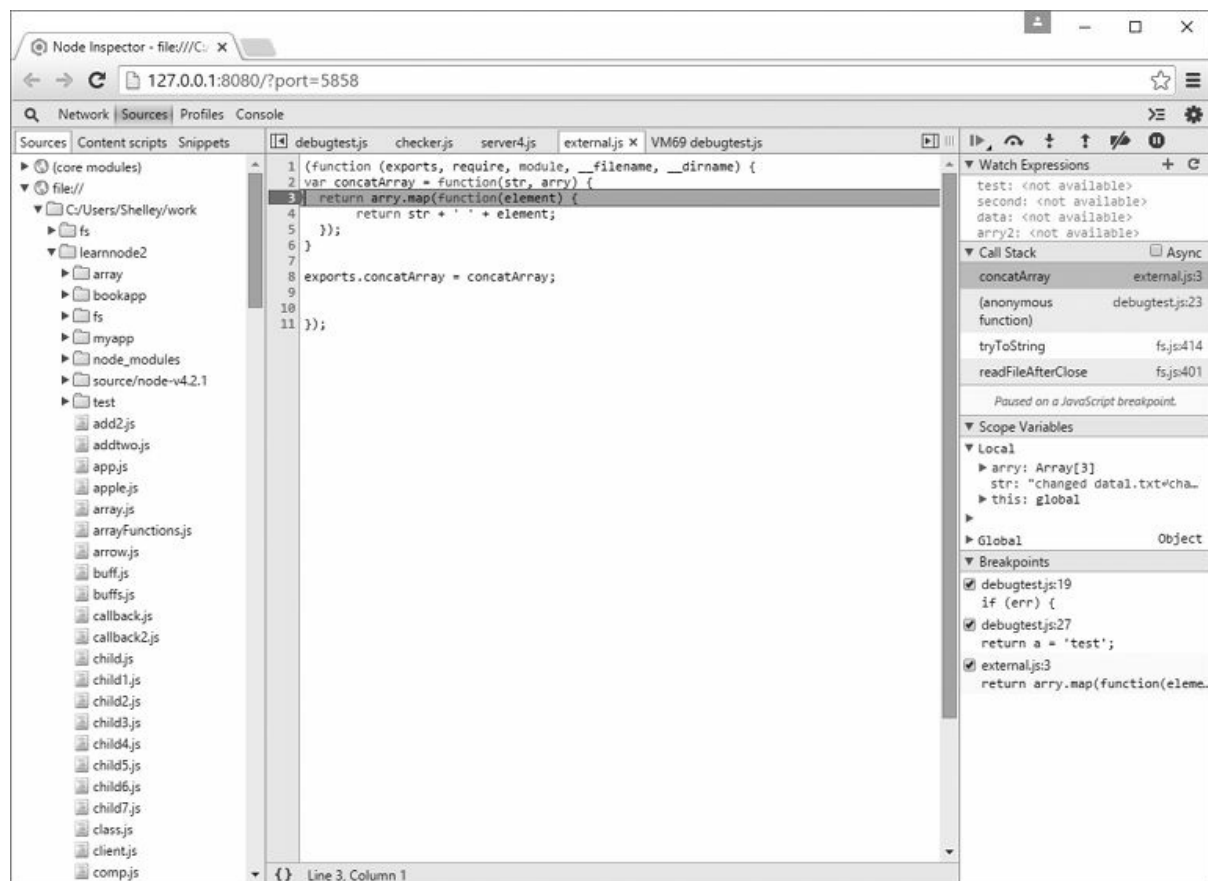 Node Inspector - file:///C:/
127.0.0.1:8080/?port=5858
Network Sources Profiles Console
Sources Content scripts Snippets
(core modules)
file://
C:/Users/Shelley/work
fs
learnnode2
array
bookapp
fs
myapp
node_modules
source/node-v4.2.1
test
add2.js
addtwo.js
app.js
apple.js
array.js
arrayFunctions.js
arrow.js
buff.js
buffs.js
callback.js
callback2.js
child.js
child1.js
child2.js
child3.js
child4.js
child5.js
child6.js
child7.js
class.js
client.js
comp.js
debugtest.js checker.js server4.js external.js VM69 debugtest.js
1 (function (exports, require, module, __filename, __dirname) {
2 var concatArray = function(str, arry) {
3 return arry.map(function(element) {
4 return str + ' ' + element;
5 });
6 }
7
8 exports.concatArray = concatArray;
9
10
11 });
{} Line 3, Column 1
Watch Expressions
test: <not available>
second: <not available>
data: <not available>
arry2: <not available>
Call Stack Async
concatArray external.js:3
(anonymous function) debugtest.js:23
tryToString fs.js:414
readFileAfterClose fs.js:401
Paused on a JavaScript breakpoint.
Scope Variables
Local
arry: Array[3]
str: "changed data1.txt↵cha…
this: global
Global Object
Breakpoints
debugtest.js:19
if (err) {
debugtest.js:27
return a = 'test';
external.js:3
return arry.map(function(eleme…